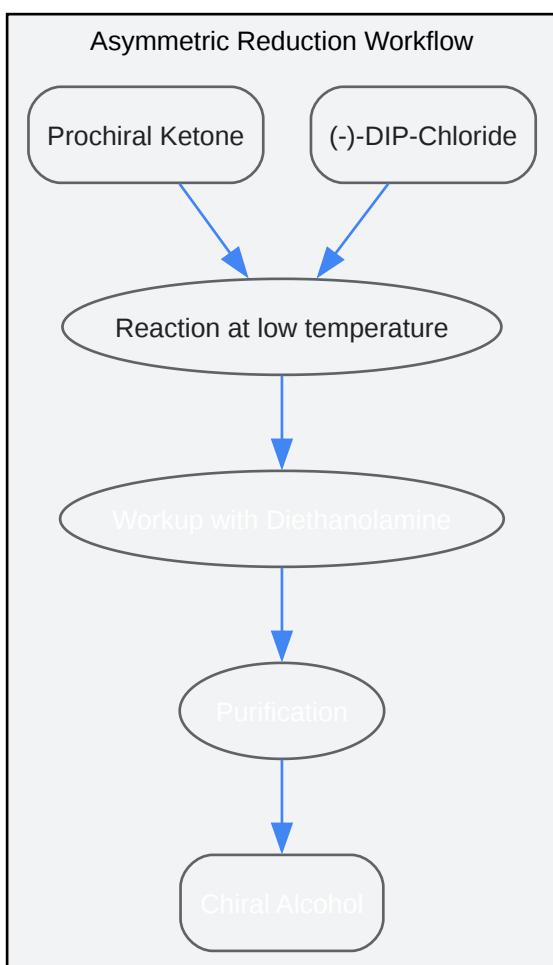 Asymmetric Reduction Workflow
Prochiral Ketone
(-)-DIP-Chloride
Reaction at low temperature
Workup with Diethanolamine
Purification
Chiral Alcohol